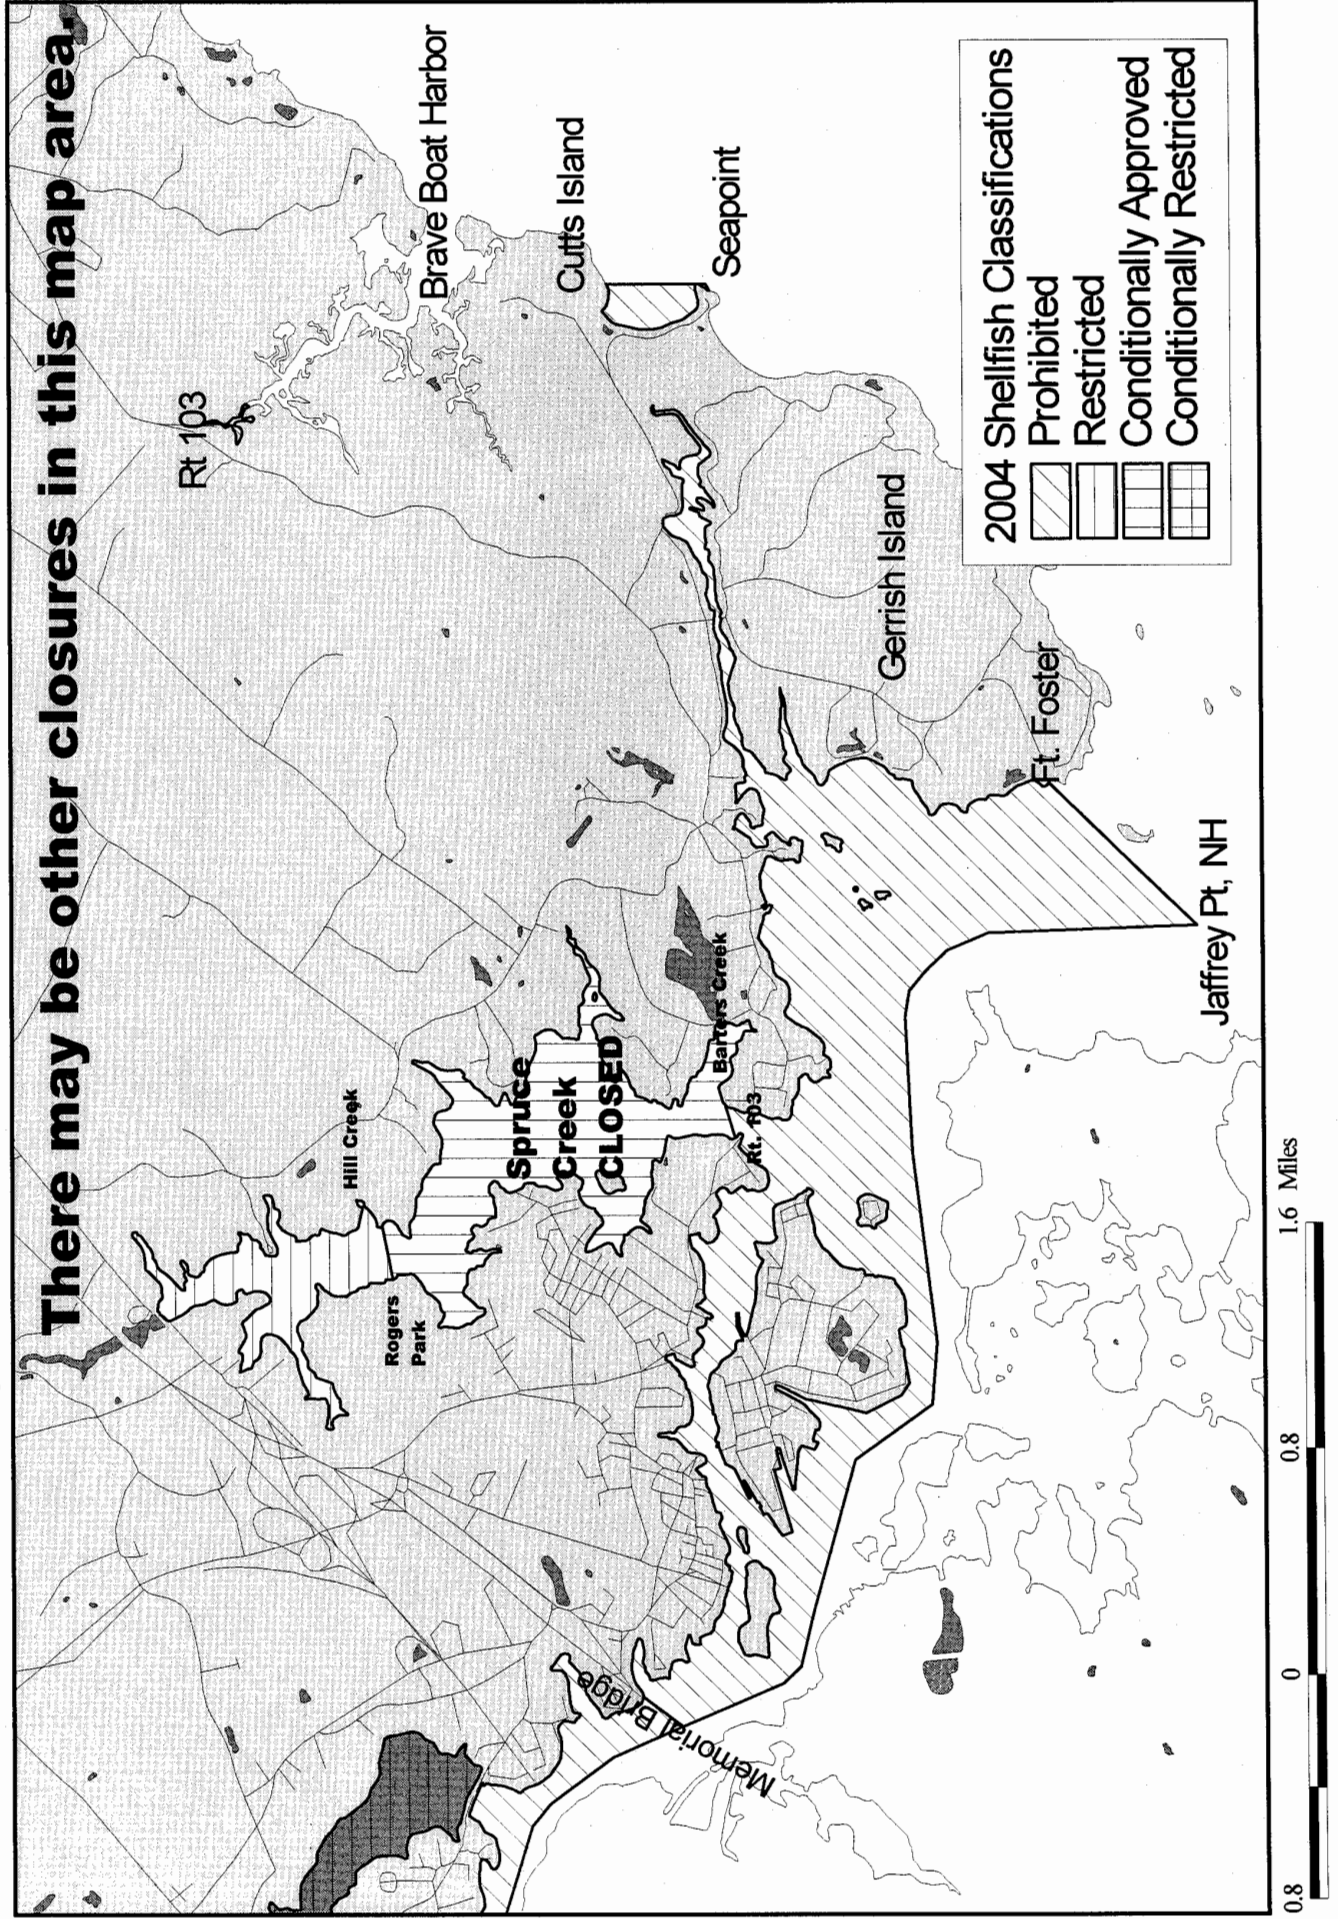 There may be other closures in this map area.
Rt 103
Brave Boat Harbor
Cutts Island
Seapoint
Hill Creek
Rogers
Park
Spruce
Creek
CLOSED
Barters Creek
Rt. 103
Gerrish Island
Ft. Foster
Memorial Bridge
Jaffrey Pt, NH
2004 Shellfish Classifications
Prohibited
Restricted
Conditionally Approved
Conditionally Restricted
0.8 0 0.8 1.6 Miles